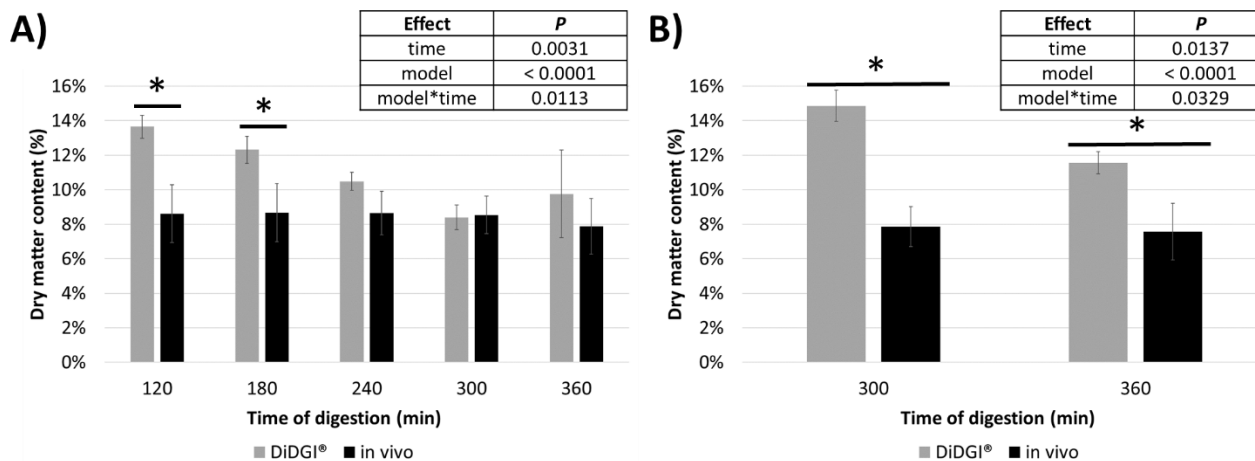 A)
Effect P
time 0.0031
model < 0.0001
model*time 0.0113
Dry matter content (%)
16%
14%
12%
10%
8%
6%
4%
2%
0%
*
*
120 180 240 300 360
Time of digestion (min)
DiDGI® in vivo
B)
Effect P
time 0.0137
model < 0.0001
model*time 0.0329
Dry matter content (%)
16%
14%
12%
10%
8%
6%
4%
2%
0%
*
*
300 360
Time of digestion (min)
DiDGI® in vivo